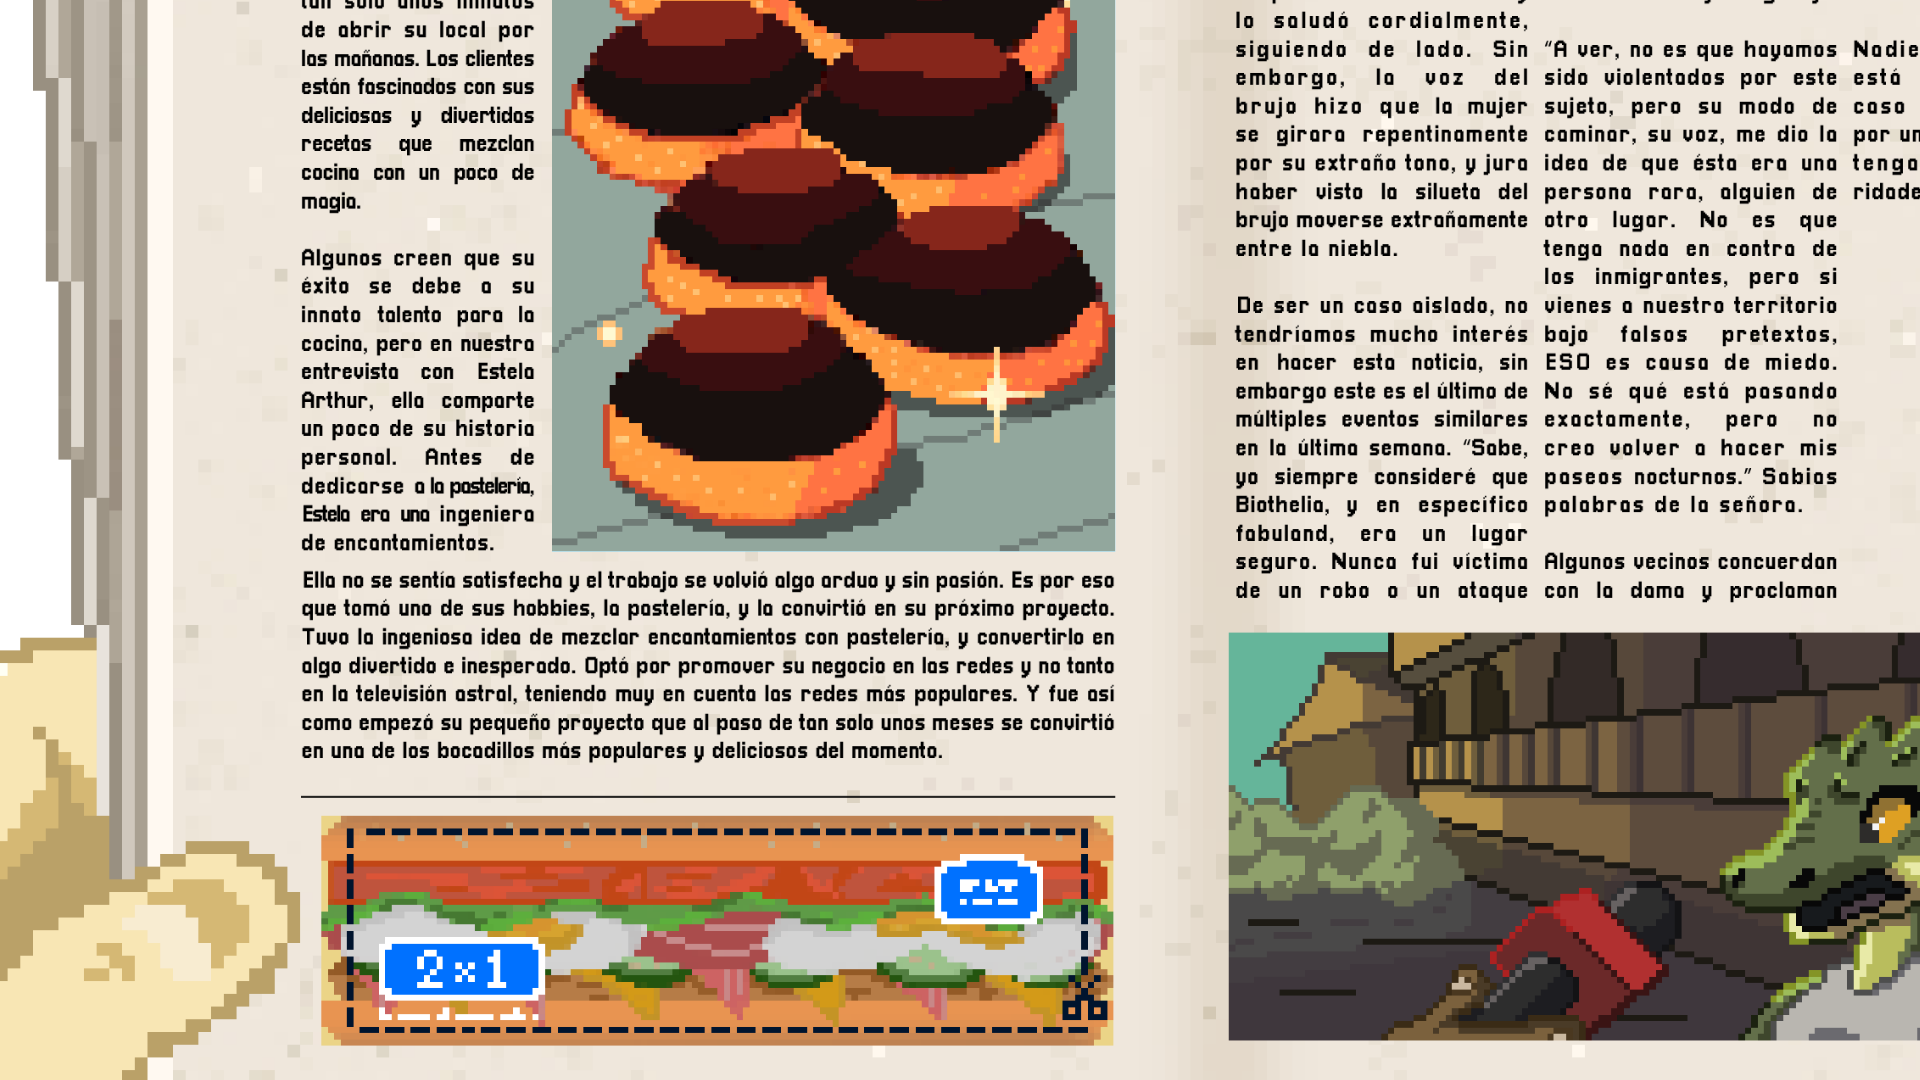 de abrir su local por
las mañanas. Los clientes
están fascinados con sus
deliciosas y divertidas
recetas que mezclan
cocina con un poco de
magia.
Algunos creen que su
éxito se debe a su
innato talento para la
cocina, pero en nuestra
entrevista con Estela
Arthur, ella comparte
un poco de su historia
personal. Antes de
dedicarse a la pastelería,
Estela era una ingeniera
de encantamientos.
Ella no se sentía satisfecha y el trabajo se volvió algo arduo y sin pasión. Es por eso
que tomó uno de sus hobbies, la pastelería, y la convirtió en su próximo proyecto.
Tuvo la ingeniosa idea de mezclar encantamientos con pastelería, y convertirlo en
algo divertido e inesperado. Optó por promover su negocio en las redes y no tanto
en la televisión astral, teniendo muy en cuenta las redes más populares. Y fue así
como empezó su pequeño proyecto que al paso de tan solo unos meses se convirtió
en uno de los bocadillos más populares y deliciosos del momento.
2x1
lo saludó cordialmente,
siguiendo de lado. Sin
embargo, la voz del
brujo hizo que la mujer
se girara repentinamente
por su extraño tono, y jura
haber visto la silueta del
brujo moverse extrañamente
entre la niebla.
De ser un caso aislado, no
tendríamos mucho interés
en hacer esta noticia, sin
embargo este es el último de
múltiples eventos similares
en la última semana. "Sabe,
yo siempre consideré que
Biothelia, y en específico
fabuland, era un lugar
seguro. Nunca fui víctima
de un robo o un ataque
"A ver, no es que hayamos
sido violentados por este
sujeto, pero su modo de
caminar, su voz, me dio la
idea de que ésta era una
persona rara, alguien de
otro lugar. No es que
tenga nada en contra de
los inmigrantes, pero si
vienes a nuestro territorio
bajo falsos pretextos,
ESO es causa de miedo.
No sé qué está pasando
exactamente, pero no
creo volver a hacer mis
paseos nocturnos." Sabias
palabras de la señora.
Algunos vecinos concuerdan
con la dama y proclaman
Nadie
está
caso
por un
tenga
ridade